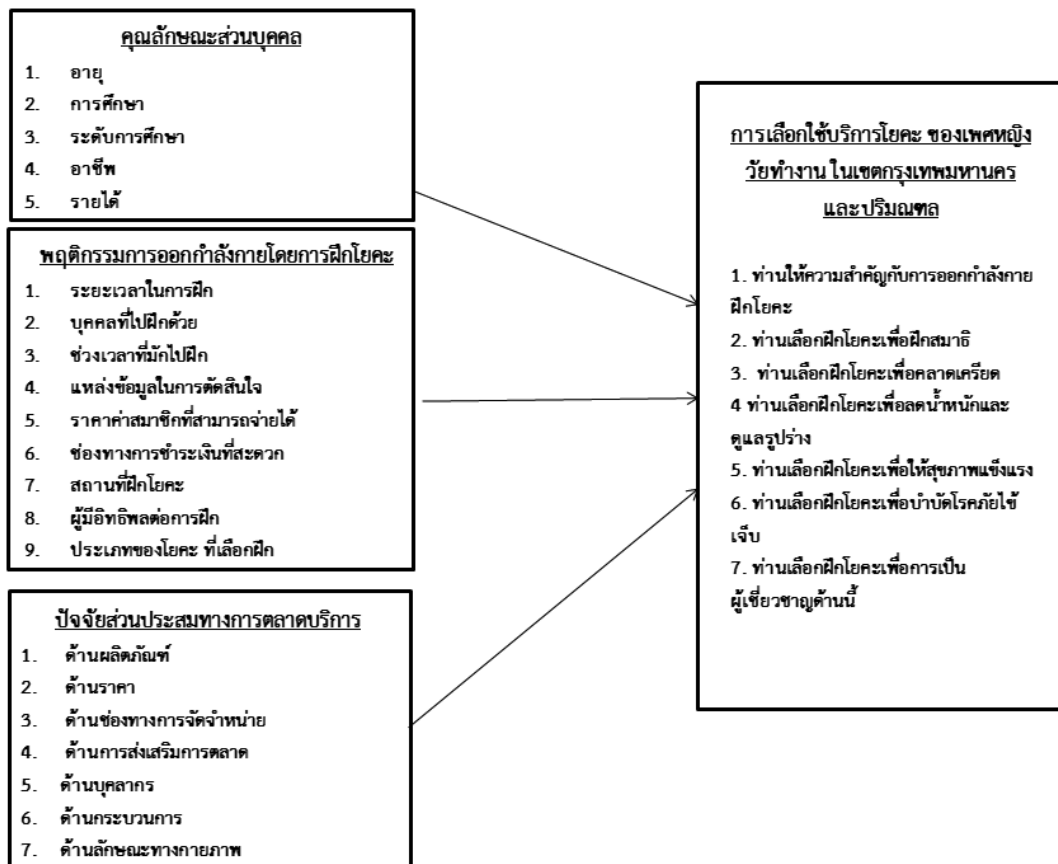 คุณลักษณะส่วนบุคคล
1. อายุ
2. การศึกษา
3. ระดับการศึกษา
4. อาชีพ
5. รายได้
พฤติกรรมการออกกำลังกายโดยการฝึกโยคะ
1. ระยะเวลาในการฝึก
2. บุคคลที่ไปฝึกด้วย
3. ช่วงเวลาที่มักไปฝึก
4. แหล่งข้อมูลในการตัดสินใจ
5. ราคาค่าสมาชิกที่สามารถจ่ายได้
6. ช่องทางการชำระเงินที่สะดวก
7. สถานที่ฝึกโยคะ
8. ผู้มีอิทธิพลต่อการฝึก
9. ประเภทของโยคะ ที่เลือกฝึก
ปัจจัยส่วนประสมทางการตลาดบริการ
1. ด้านผลิตภัณฑ์
2. ด้านราคา
3. ด้านช่องทางการจัดจำหน่าย
4. ด้านการส่งเสริมการตลาด
5. ด้านบุคลากร
6. ด้านกระบวนการ
7. ด้านลักษณะทางกายภาพ
การเลือกใช้บริการโยคะ ของเพศหญิง
วัยทำงาน ในเขตกรุงเทพมหานคร
และปริมณฑล
1. ท่านให้ความสำคัญกับการออกกำลังกาย
ฝึกโยคะ
2. ท่านเลือกฝึกโยคะเพื่อฝึกสมาธิ
3. ท่านเลือกฝึกโยคะเพื่อคลาดเครียด
4 ท่านเลือกฝึกโยคะเพื่อลดน้ำหนักและ
ดูแลรูปร่าง
5. ท่านเลือกฝึกโยคะเพื่อให้สุขภาพแข็งแรง
6. ท่านเลือกฝึกโยคะเพื่อบำบัดโรคภัยไข้
เจ็บ
7. ท่านเลือกฝึกโยคะเพื่อการเป็น
ผู้เชี่ยวชาญด้านนี้